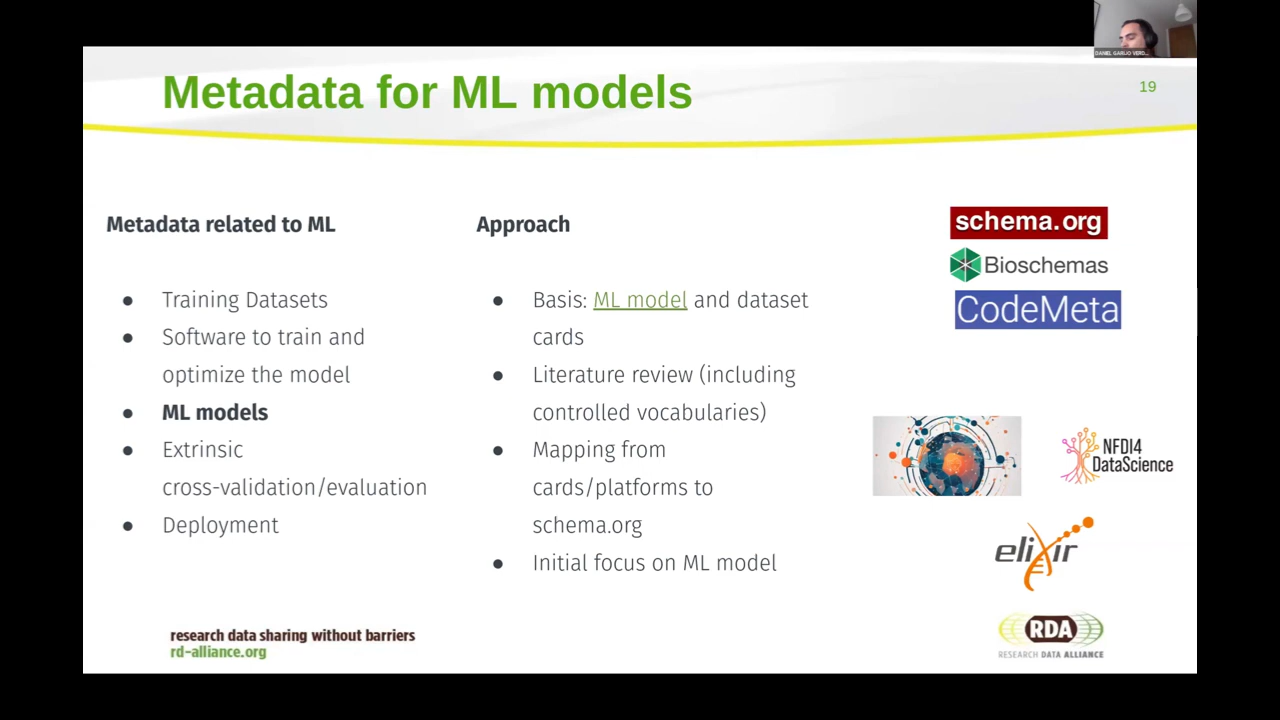 DANIEL GARIJO VERD...
Metadata for ML models
19
Metadata related to ML
● Training Datasets
● Software to train and
optimize the model
● ML models
● Extrinsic
cross-validation/evaluation
● Deployment
Approach
● Basis: ML model and dataset
cards
● Literature review (including
controlled vocabularies)
● Mapping from
cards/platforms to
schema.org
● Initial focus on ML model
schema.org
Bioschemas
CodeMeta
NFDI4
DataScience
elixir
RDA
RESEARCH DATA ALLIANCE
research data sharing without barriers
rd-alliance.org